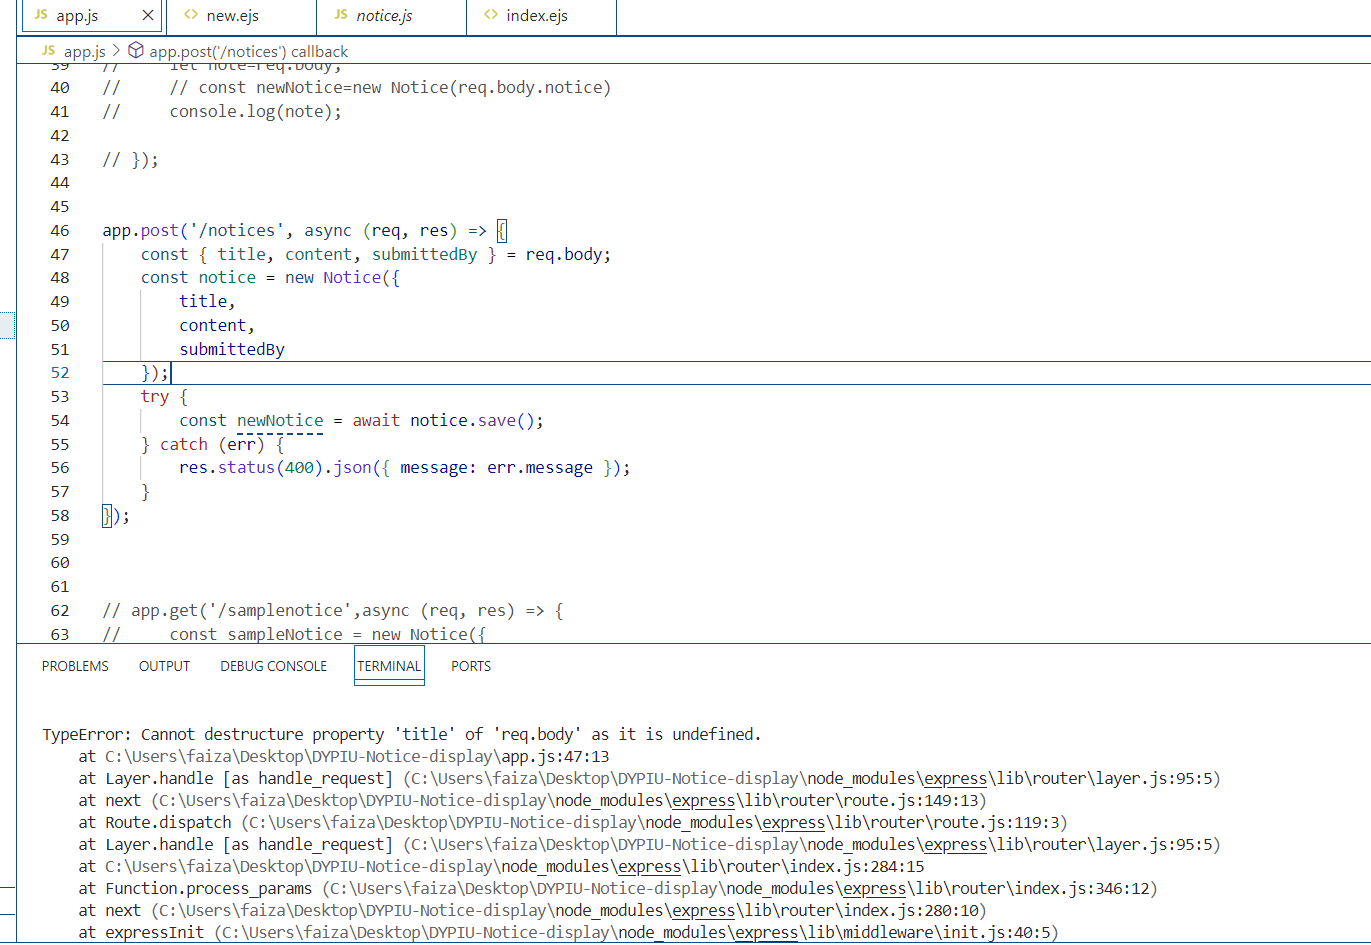 JS app.js × <> new.ejs JS notice.js <> index.ejs
JS app.js > app.post('/notices') callback
39 // let note=req.body;
40 // // const newNotice=new Notice(req.body.notice)
41 // console.log(note);
42
43 // });
44
45
46 app.post('/notices', async (req, res) => {
47 const { title, content, submittedBy } = req.body;
48 const notice = new Notice({
49 title,
50 content,
51 submittedBy
52 });
53 try {
54 const newNotice = await notice.save();
55 } catch (err) {
56 res.status(400).json({ message: err.message });
57 }
58 });
59
60
61
62 // app.get('/samplenotice',async (req, res) => {
63 // const sampleNotice = new Notice({
PROBLEMS OUTPUT DEBUG CONSOLE TERMINAL PORTS
TypeError: Cannot destructure property 'title' of 'req.body' as it is undefined.
at C:\Users\faiza\Desktop\DYPIU-Notice-display\app.js:47:13
at Layer.handle [as handle_request] (C:\Users\faiza\Desktop\DYPIU-Notice-display\node_modules\express\lib\router\layer.js:95:5)
at next (C:\Users\faiza\Desktop\DYPIU-Notice-display\node_modules\express\lib\router\route.js:149:13)
at Route.dispatch (C:\Users\faiza\Desktop\DYPIU-Notice-display\node_modules\express\lib\router\route.js:119:3)
at Layer.handle [as handle_request] (C:\Users\faiza\Desktop\DYPIU-Notice-display\node_modules\express\lib\router\layer.js:95:5)
at C:\Users\faiza\Desktop\DYPIU-Notice-display\node_modules\express\lib\router\index.js:284:15
at Function.process_params (C:\Users\faiza\Desktop\DYPIU-Notice-display\node_modules\express\lib\router\index.js:346:12)
at next (C:\Users\faiza\Desktop\DYPIU-Notice-display\node_modules\express\lib\router\index.js:280:10)
at expressInit (C:\Users\faiza\Desktop\DYPIU-Notice-display\node_modules\express\lib\middleware\init.js:40:5)